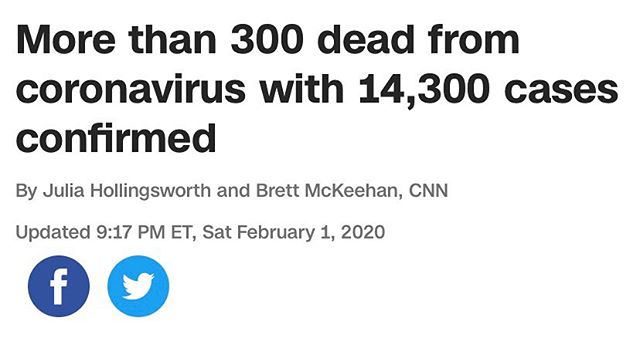 More than 300 dead from
coronavirus with 14,300 cases
confirmed
By Julia Hollingsworth and Brett McKeehan, CNN
Updated 9:17 PM ET, Sat February 1, 2020